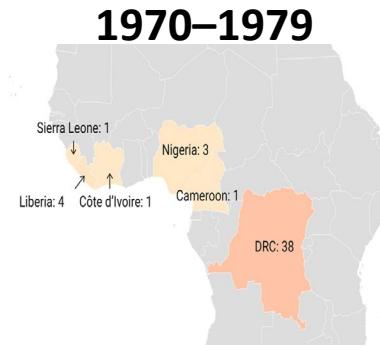 1970–1979
Sierra Leone: 1
Nigeria: 3
Liberia: 4
Côte d'Ivoire: 1
Cameroon: 1
DRC: 38